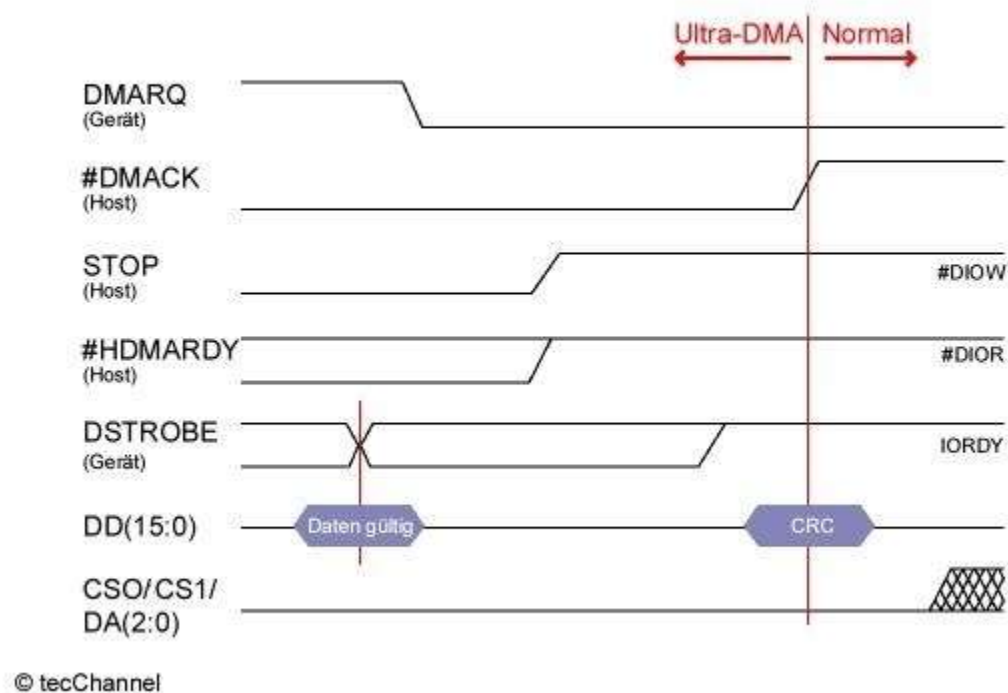 Ultra-DMA Normal
DMARQ
(Gerät)
#DMACK
(Host)
STOP
(Host)
#DIOW
#HDMARDY
(Host)
#DIOR
DSTROBE
(Gerät)
IORDY
DD(15:0)
Daten gültig
CRC
CSO/CS1/
DA(2:0)
© tecChannel